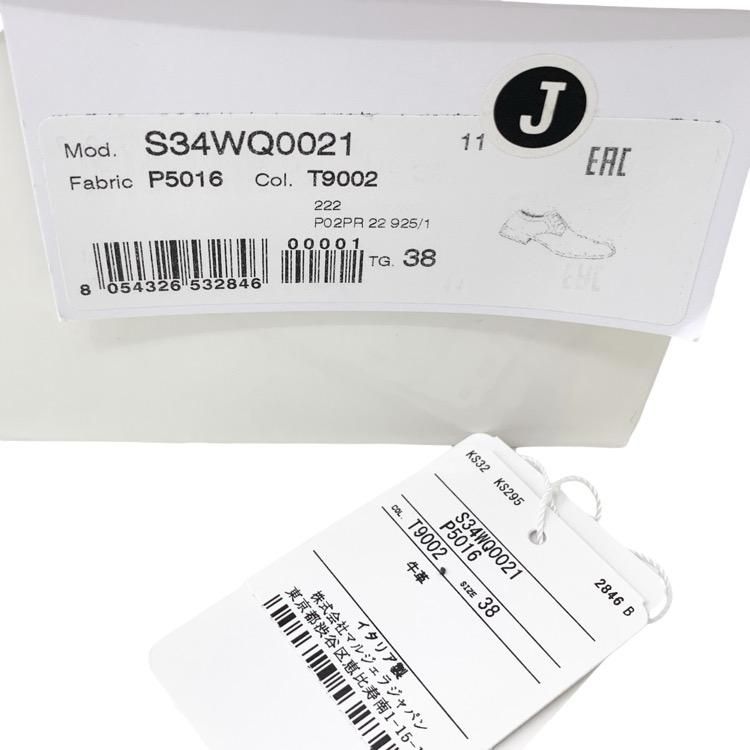 J
Mod. S34WQ0021 11
Fabric P5016 Col. T9002
EAC
222
P02PR 22 925/1
00001
TG. 38
8 054326 532846
KS32 KS295
S34WQ0021
P5016
COL. T9002 SIZE 38
2846 B
牛革
イタリア製
株式会社マルジェラジャパン
東京都渋谷区恵比寿南1-15-1